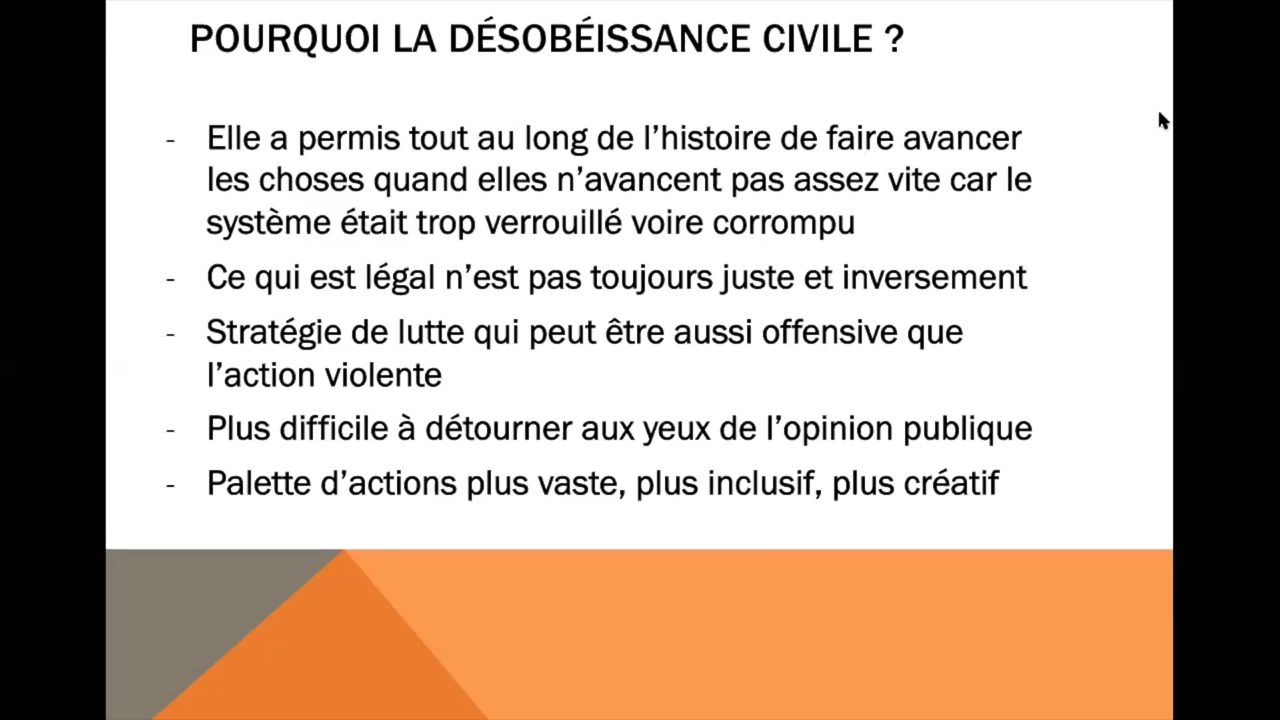 POURQUOI LA DÉSOBÉISSANCE CIVILE ?
- Elle a permis tout au long de l’histoire de faire avancer
les choses quand elles n’avancent pas assez vite car le
système était trop verrouillé voire corrompu
- Ce qui est légal n’est pas toujours juste et inversement
- Stratégie de lutte qui peut être aussi offensive que
l’action violente
- Plus difficile à détourner aux yeux de l’opinion publique
- Palette d’actions plus vaste, plus inclusif, plus créatif